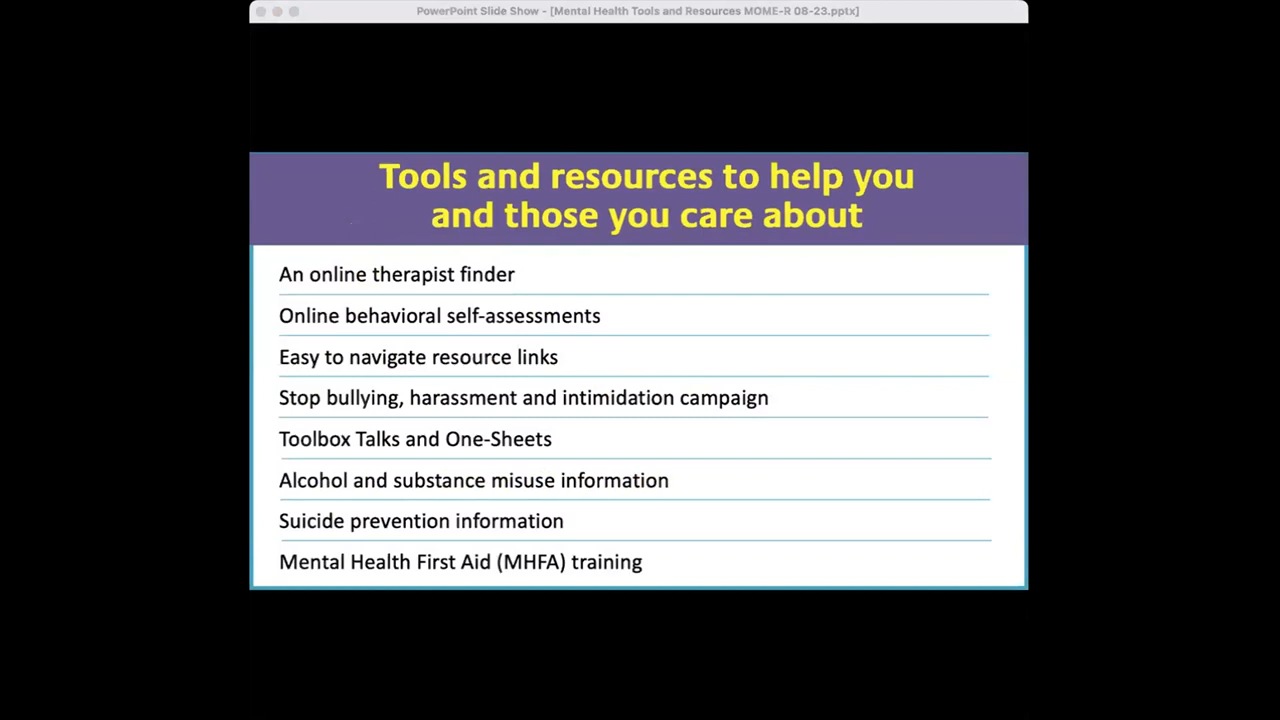 PowerPoint Slide Show - [Mental Health Tools and Resources MOME-R 08-23.pptx]
Tools and resources to help you
and those you care about
An online therapist finder
Online behavioral self-assessments
Easy to navigate resource links
Stop bullying, harassment and intimidation campaign
Toolbox Talks and One-Sheets
Alcohol and substance misuse information
Suicide prevention information
Mental Health First Aid (MHFA) training